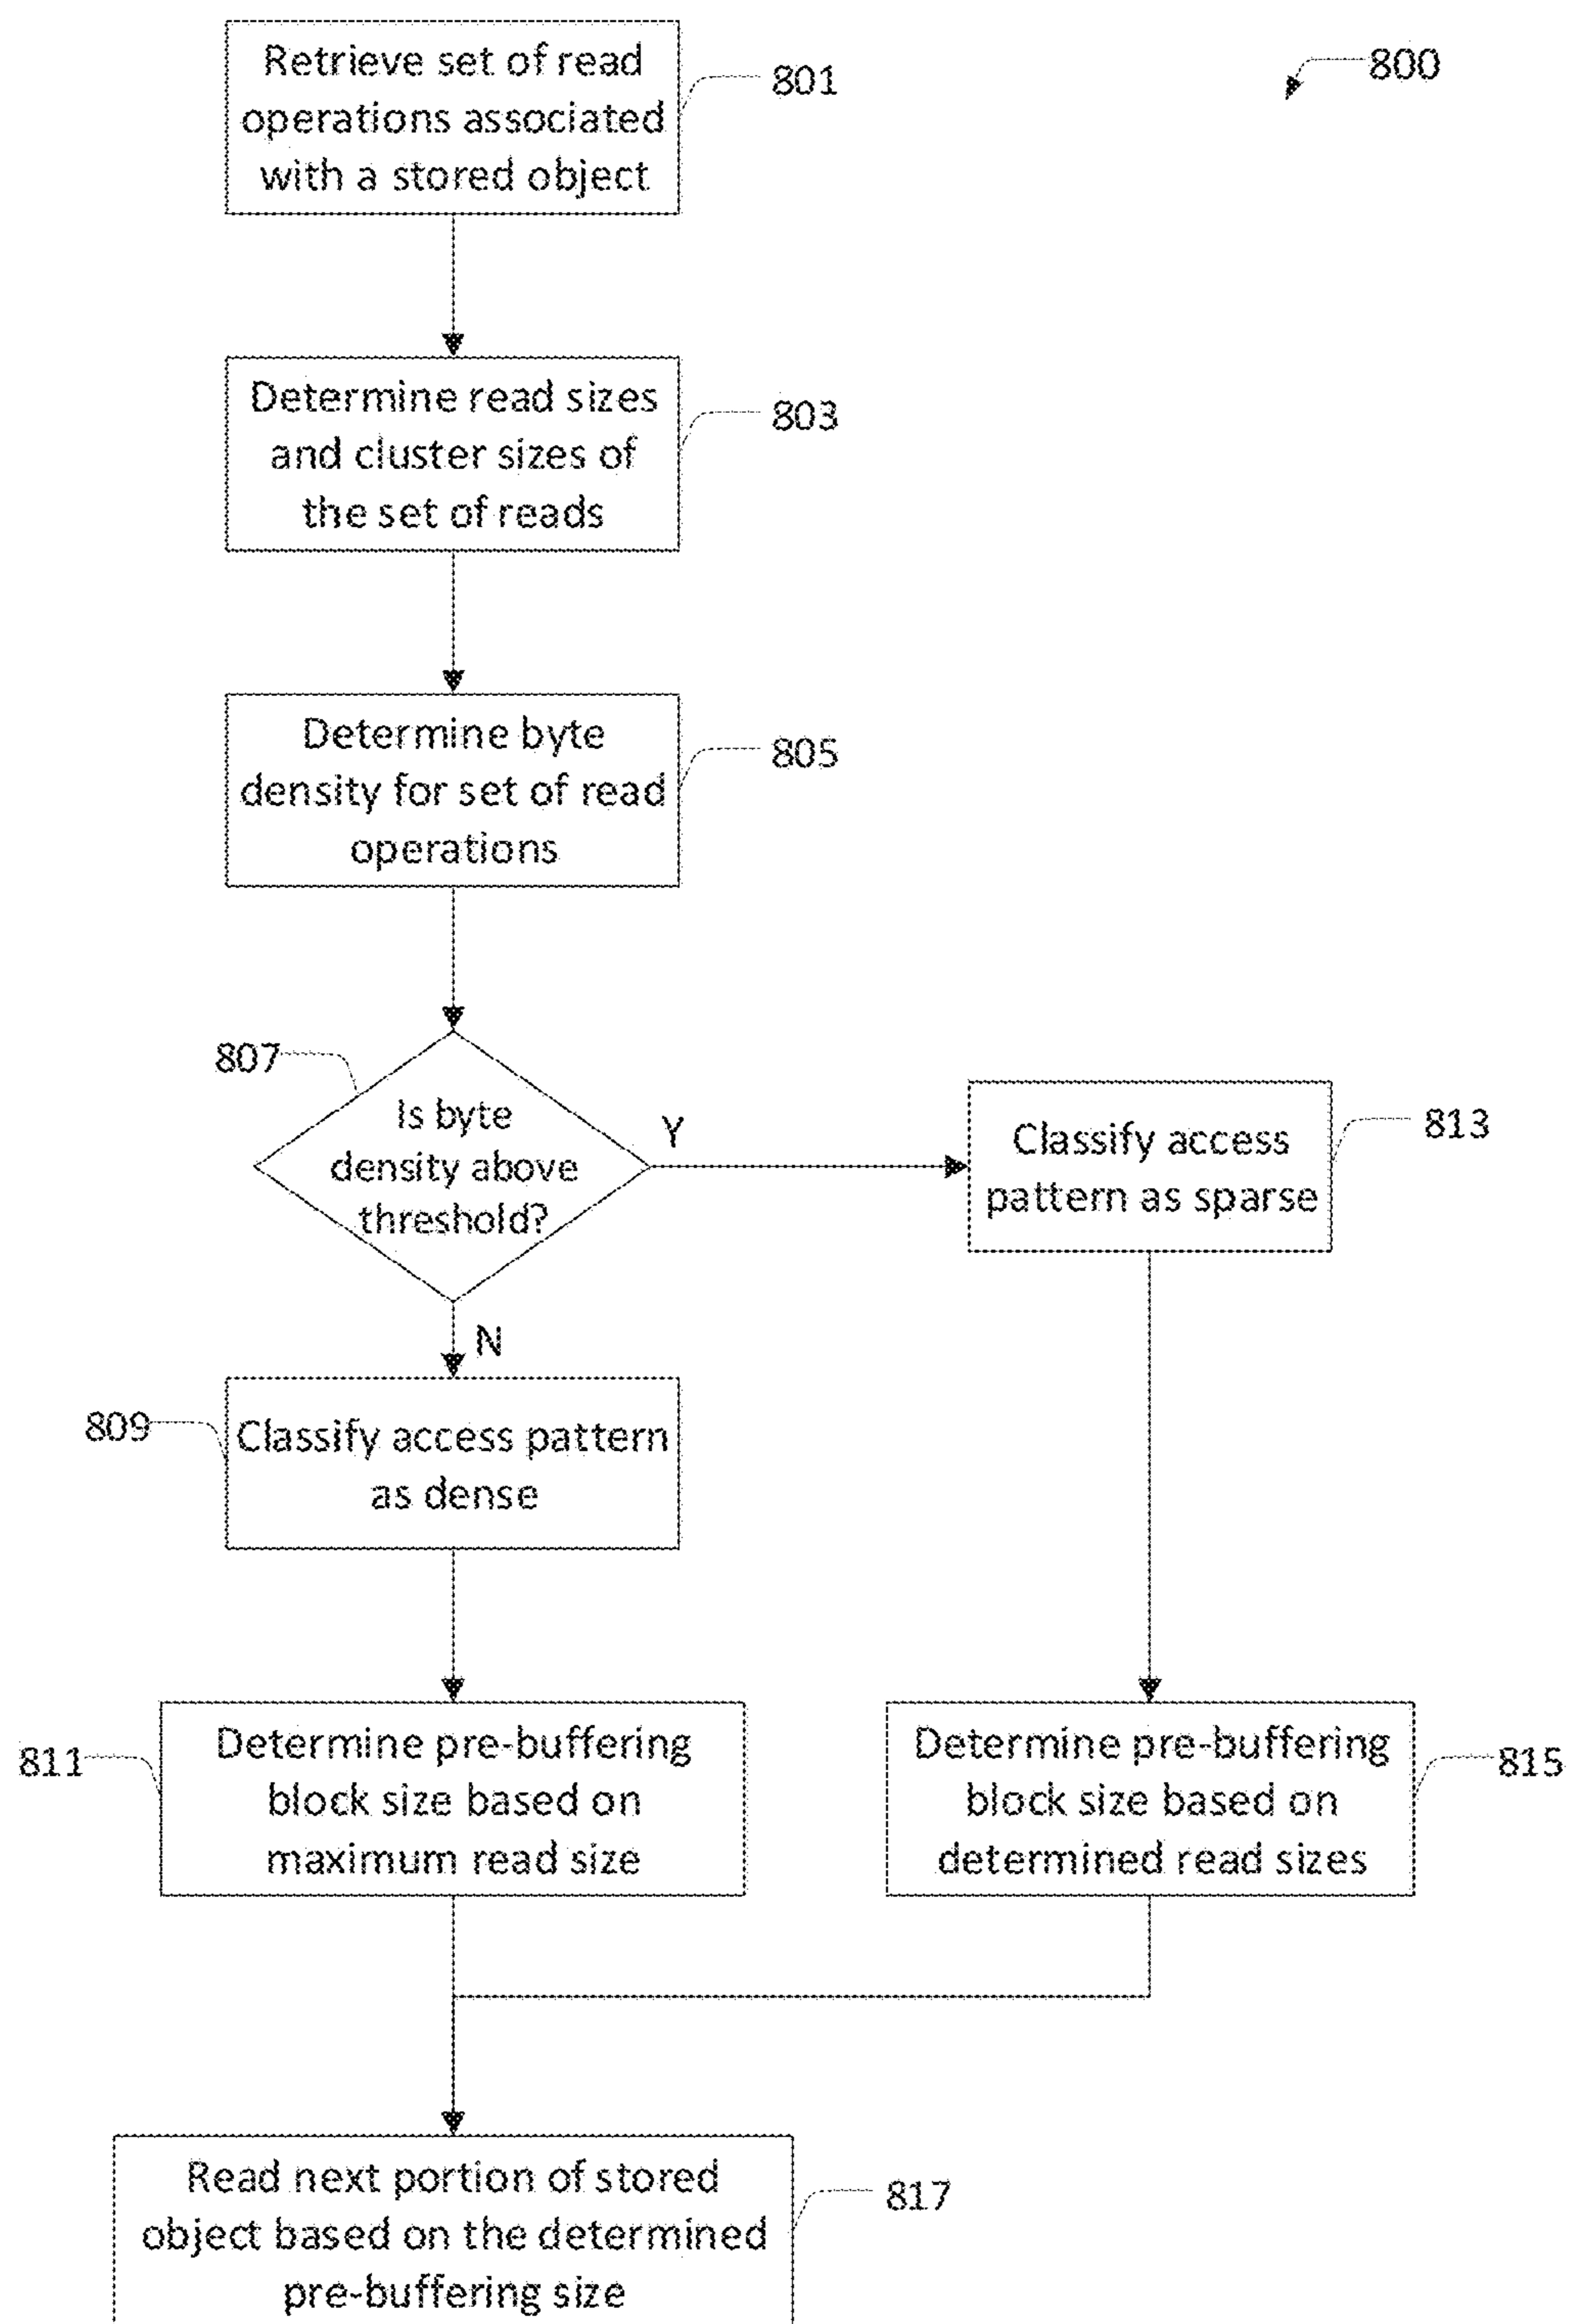 Retrieve set of read
operations associated
with a stored object
801
800
Determine read sizes
and cluster sizes of
the set of reads
803
Determine byte
density for set of read
operations
805
807
Is byte
density above
threshold?
Y
N
Classify access
pattern as sparse
813
809
Classify access pattern
as dense
811
Determine pre-buffering
block size based on
maximum read size
Determine pre-buffering
block size based on
determined read sizes
815
Read next portion of stored
object based on the determined
pre-buffering size
817